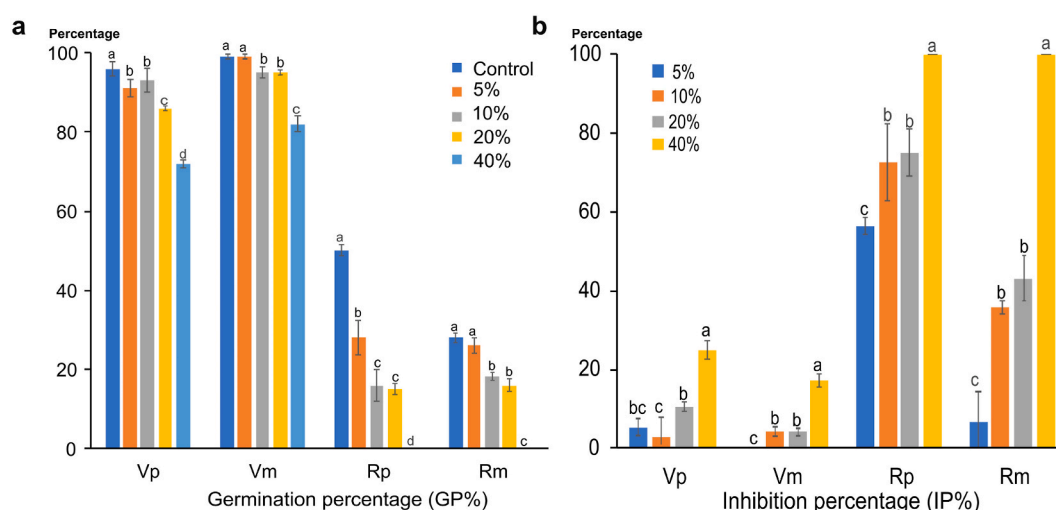 a
Percentage
100
80
60
40
20
0
a b b c d
a a b b c
a b c c d
a a b b c
Control
5%
10%
20%
40%
Vp Vm Rp Rm
Germination percentage (GP%)
b
Percentage
100
80
60
40
20
0
bc c b a
c b b a
c b b a
c b b a
5%
10%
20%
40%
Vp Vm Rp Rm
Inhibition percentage (IP%)